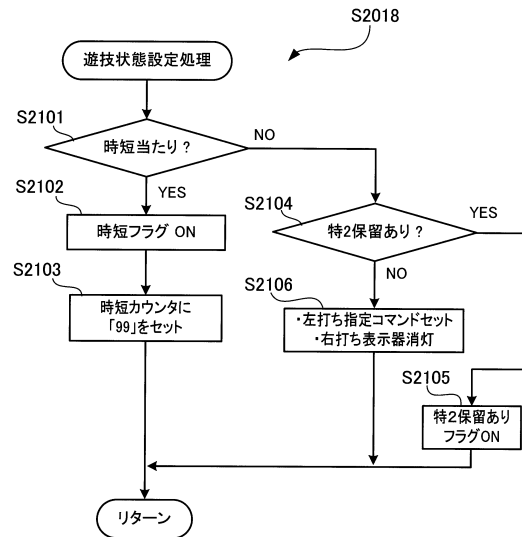 S2018
遊技状態設定処理
S2101
時短当たり？
NO
YES
S2102
時短フラグ ON
S2103
時短カウンタに
「99」をセット
S2104
特2保留あり？
YES
NO
S2106
・左打ち指定コマンドセット
・右打ち表示器消灯
S2105
特2保留あり
フラグON
リターン